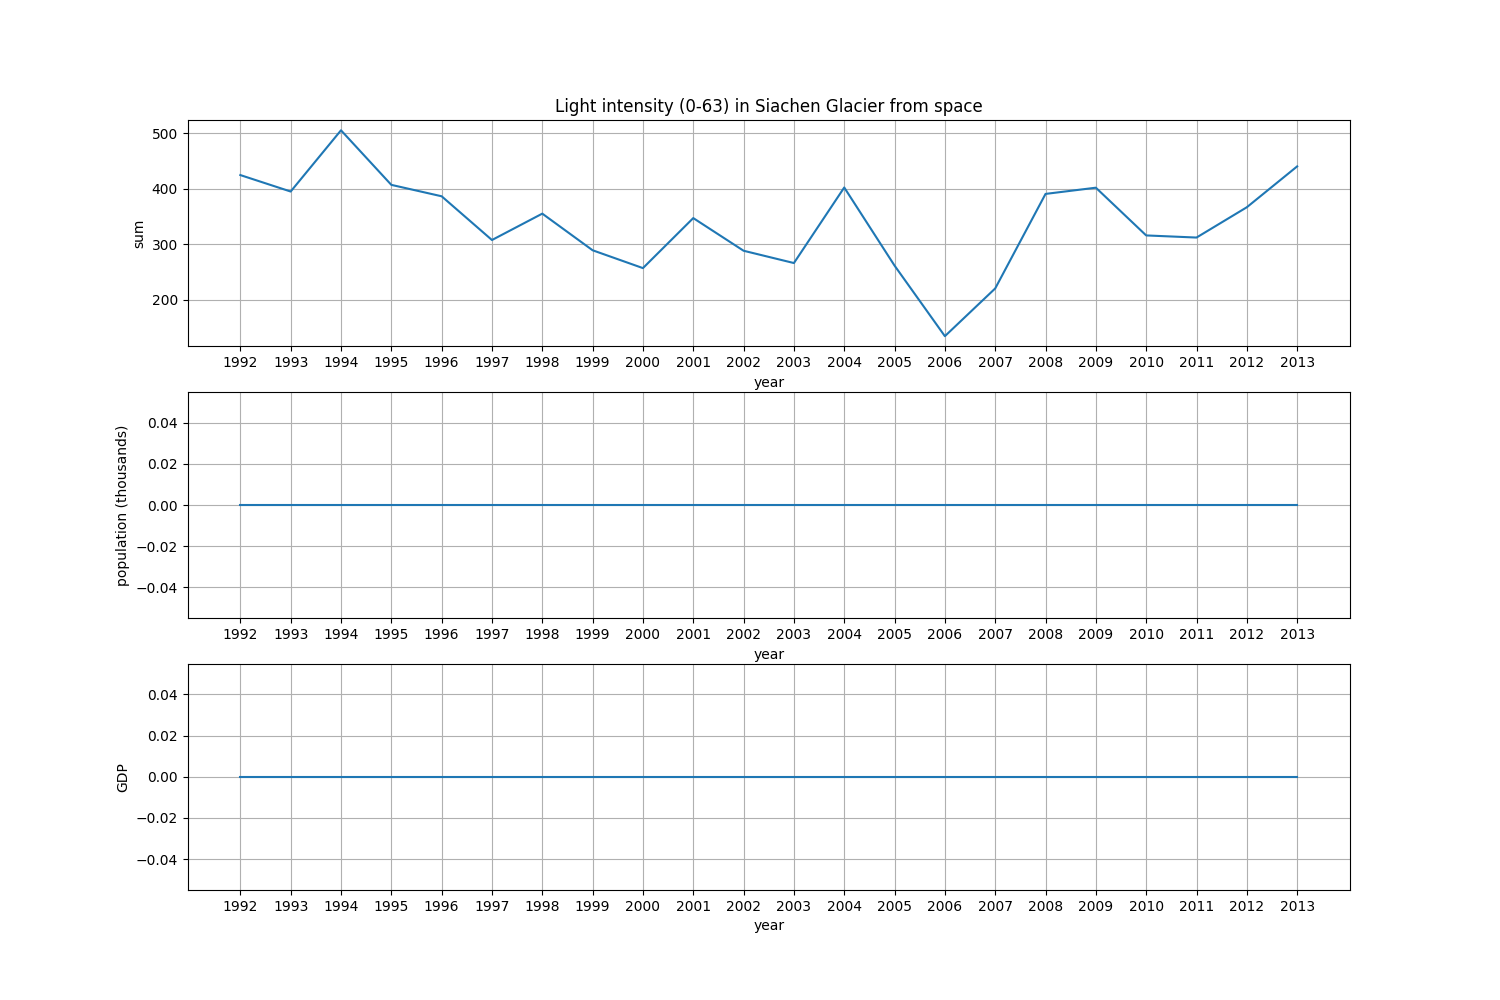 Light intensity (0-63) in Siachen Glacier from space
500
400
300
200
sum
1992 1993 1994 1995 1996 1997 1998 1999 2000 2001 2002 2003 2004 2005 2006 2007 2008 2009 2010 2011 2012 2013
year
0.04
0.02
0.00
−0.02
−0.04
population (thousands)
1992 1993 1994 1995 1996 1997 1998 1999 2000 2001 2002 2003 2004 2005 2006 2007 2008 2009 2010 2011 2012 2013
year
0.04
0.02
0.00
−0.02
−0.04
GDP
1992 1993 1994 1995 1996 1997 1998 1999 2000 2001 2002 2003 2004 2005 2006 2007 2008 2009 2010 2011 2012 2013
year